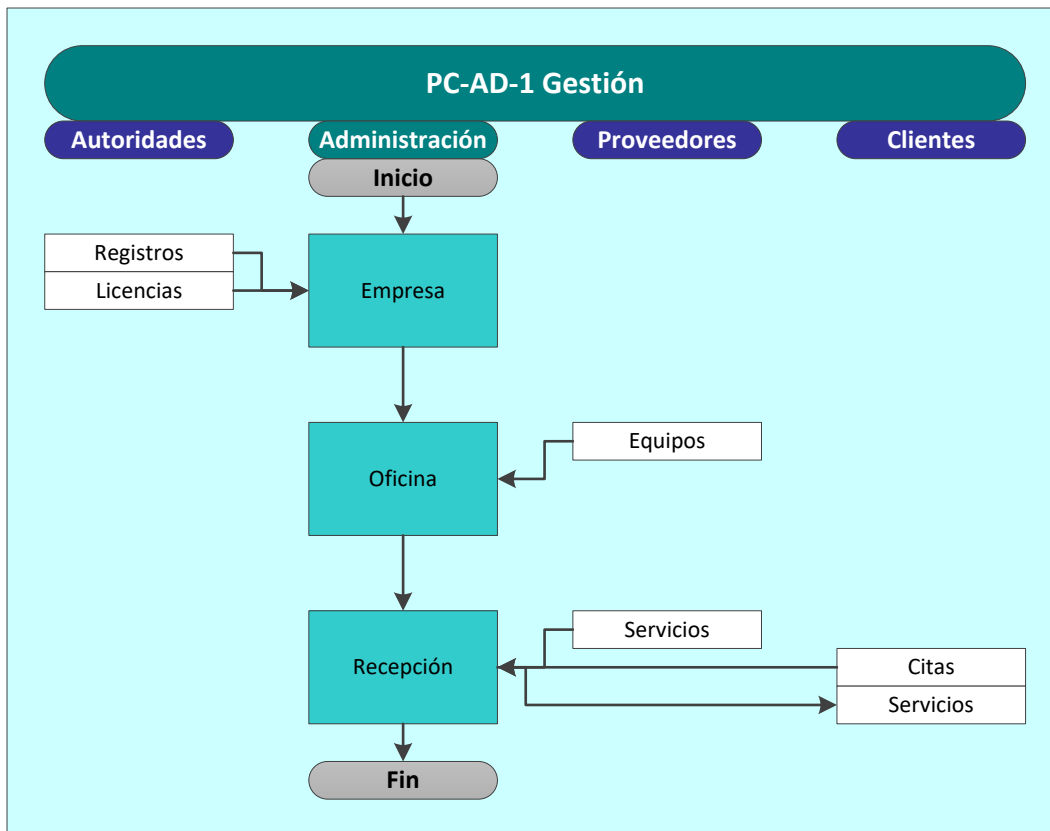 PC-AD-1 Gestión
Autoridades
Administración
Proveedores
Clientes
Inicio
Registros
Licencias
Empresa
Equipos
Oficina
Servicios
Recepción
Citas
Servicios
Fin